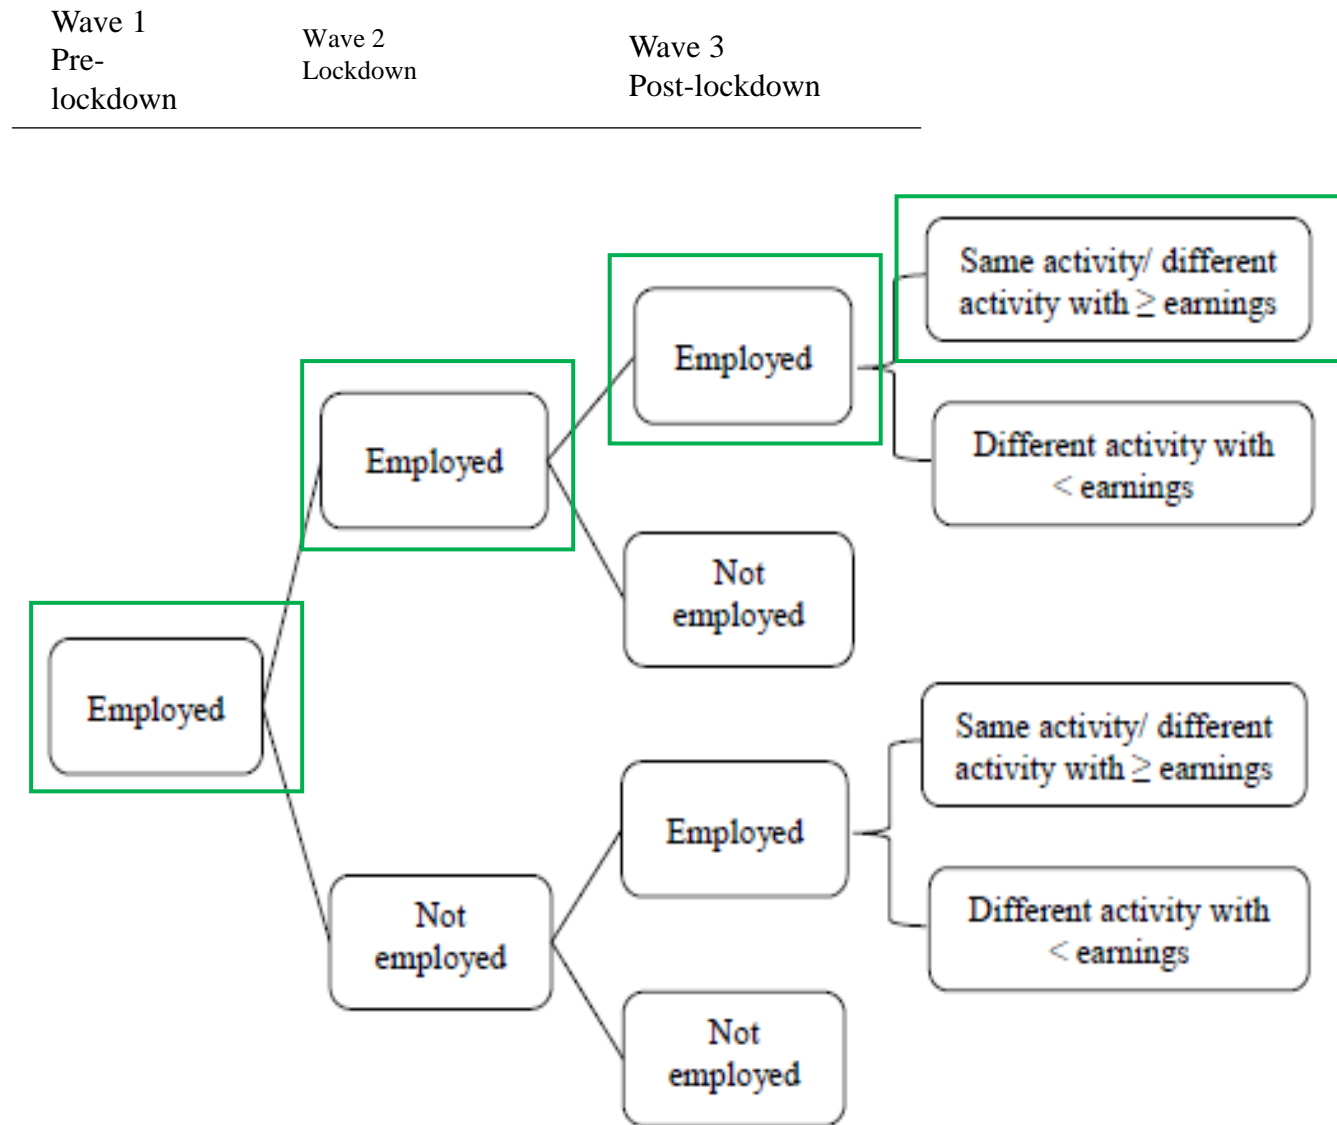 Wave 1
Pre-
lockdown
Wave 2
Lockdown
Wave 3
Post-lockdown
Same activity/ different
activity with ≥ earnings
Employed
Different activity with
< earnings
Employed
Not
employed
Employed
Same activity/ different
activity with ≥ earnings
Employed
Different activity with
< earnings
Not
employed
Not
employed